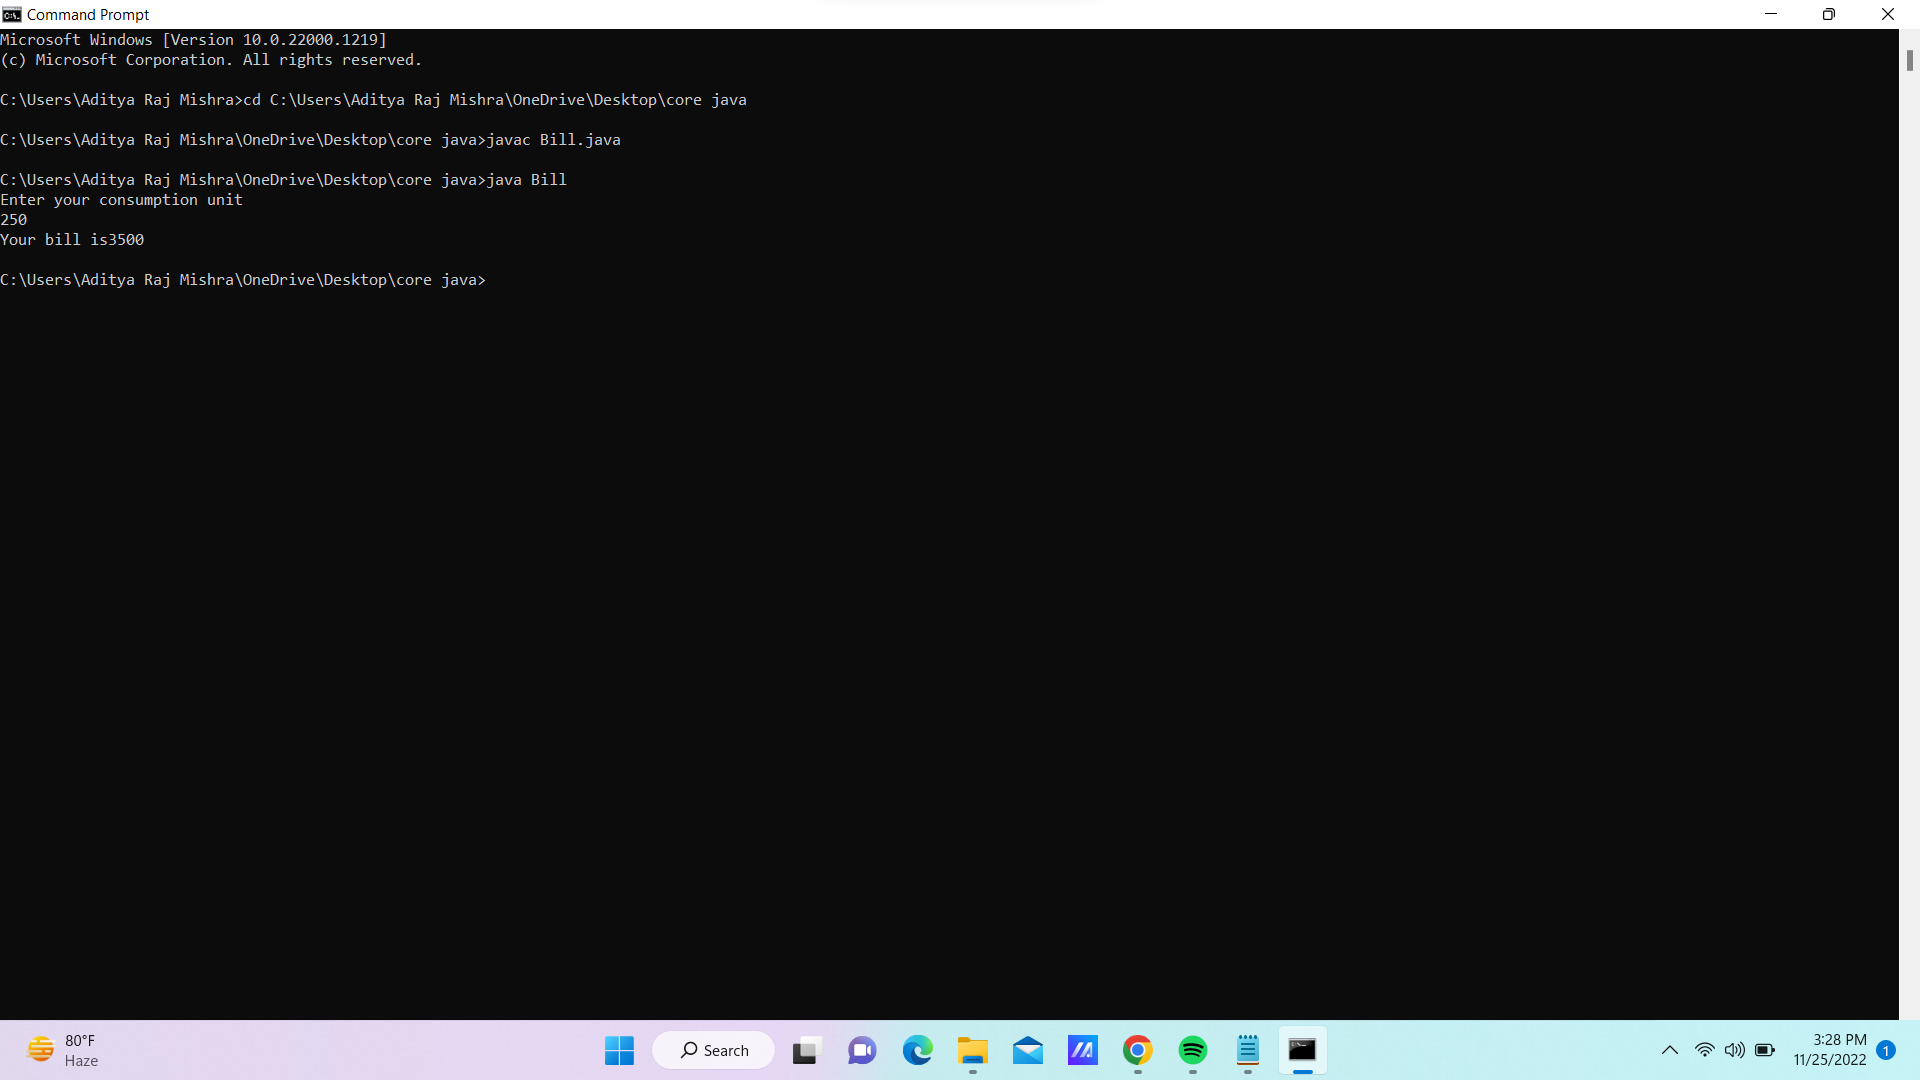 Command Prompt
Microsoft Windows [Version 10.0.22000.1219]
(c) Microsoft Corporation. All rights reserved.
C:\Users\Aditya Raj Mishra>cd C:\Users\Aditya Raj Mishra\OneDrive\Desktop\core java
C:\Users\Aditya Raj Mishra\OneDrive\Desktop\core java>javac Bill.java
C:\Users\Aditya Raj Mishra\OneDrive\Desktop\core java>java Bill
Enter your consumption unit
250
Your bill is3500
C:\Users\Aditya Raj Mishra\OneDrive\Desktop\core java>
80°F
Haze
Search
3:28 PM
11/25/2022
1